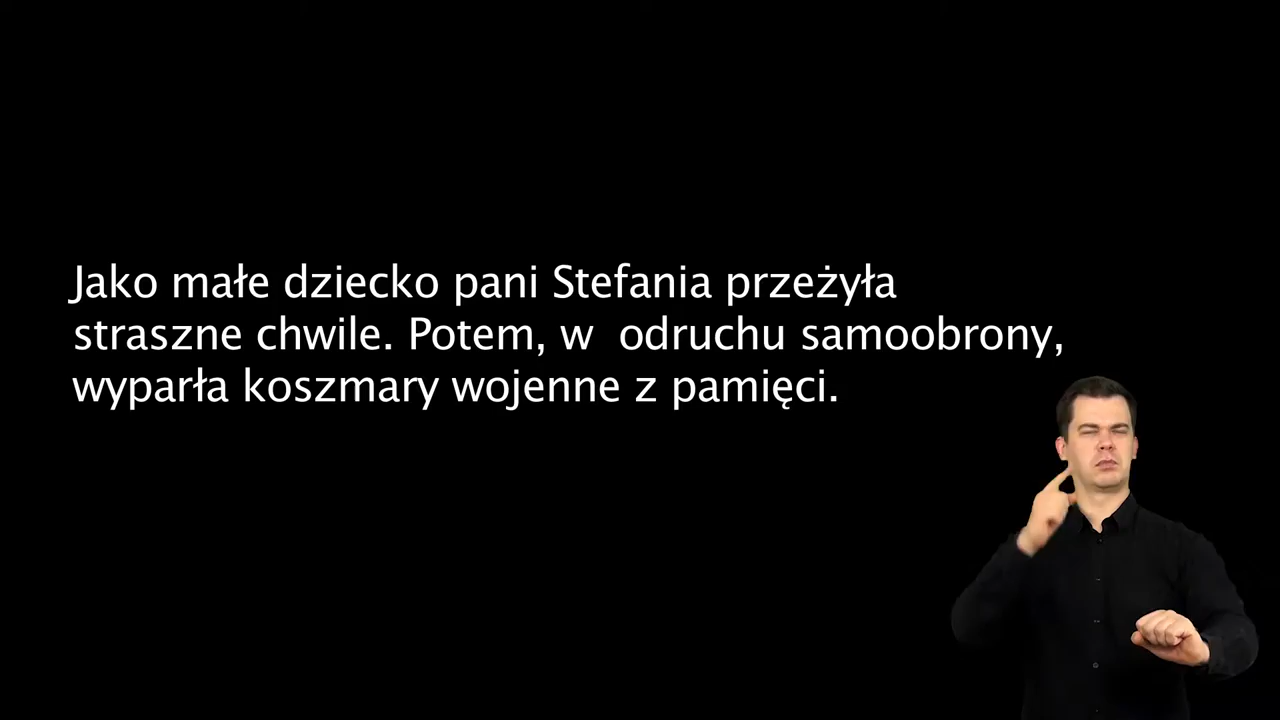 Jako małe dziecko pani Stefania przeżyła
straszne chwile. Potem, w  odruchu samoobrony,
wyparła koszmary wojenne z pamięci.